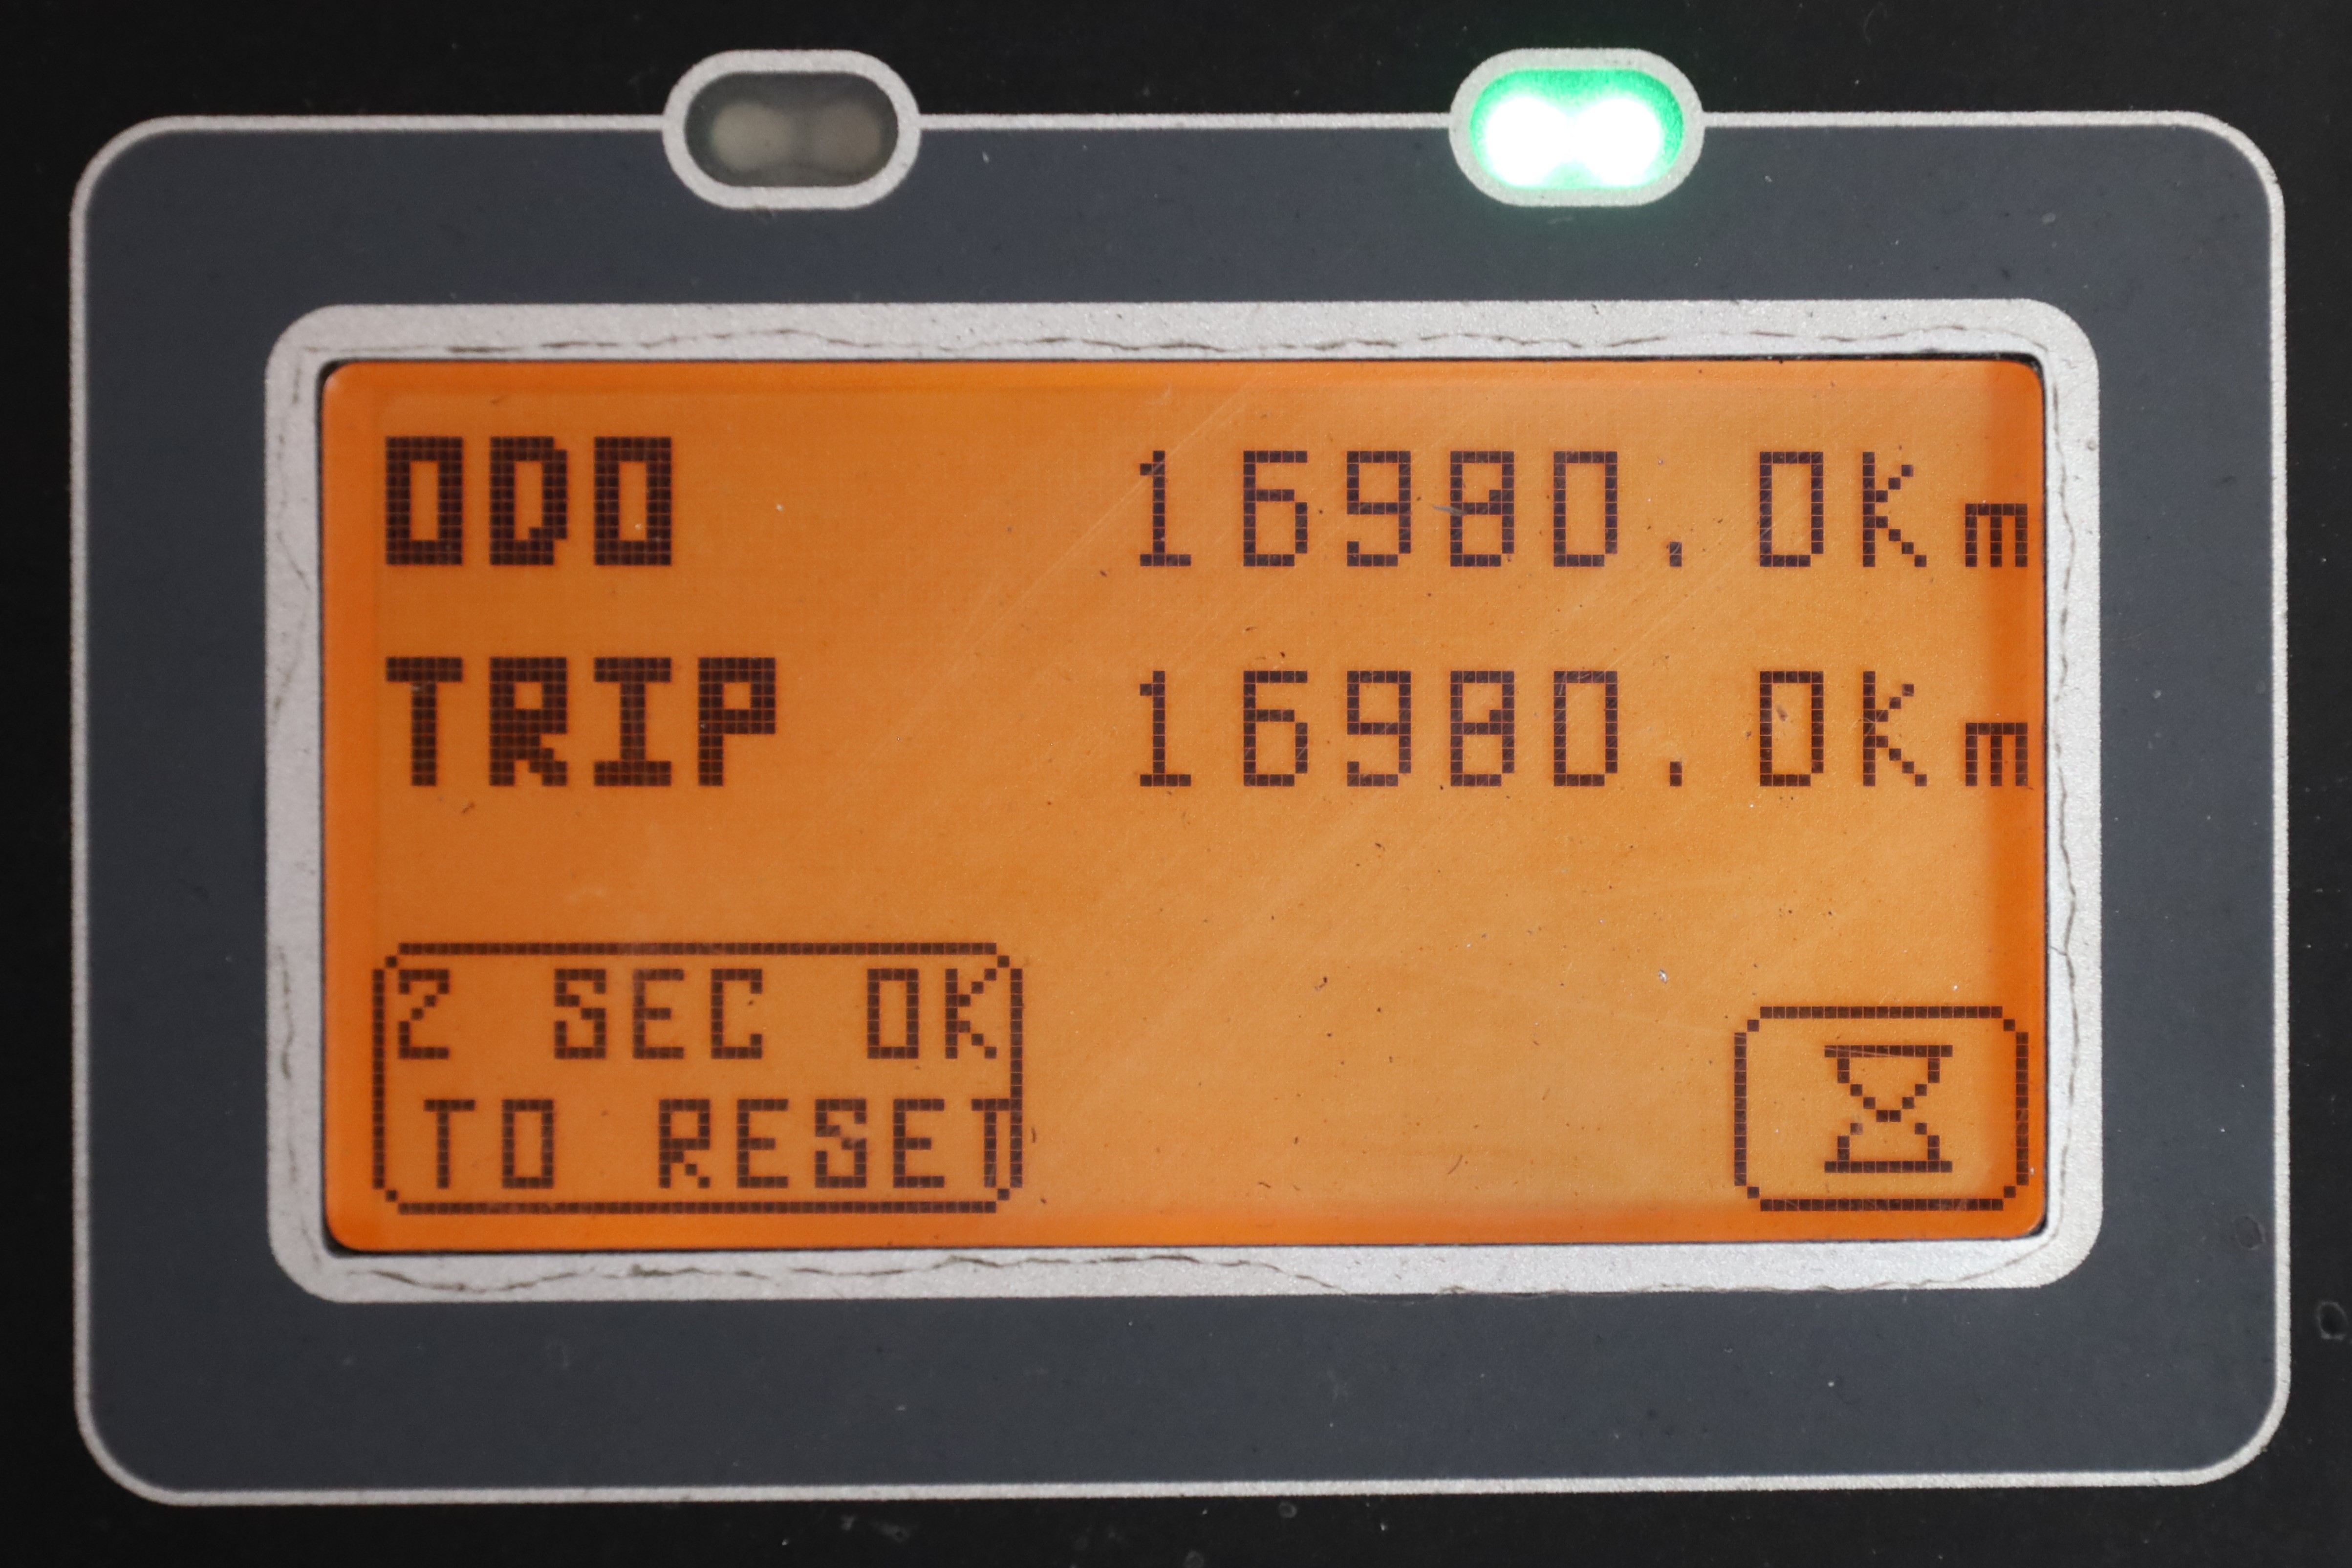 ODO 16980.0Km
TRIP 16980.0Km
2 SEC OK
TO RESET